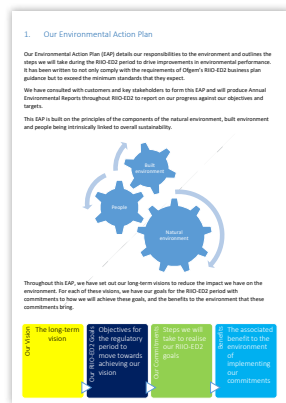 1. Our Environmental Action Plan
Our Environmental Action Plan (EAP) details our responsibilities to the environment and outlines the
steps we will take during the RIIO-ED2 period to drive improvements in environmental performance.
It has been written to not only comply with the requirements of Ofgem's RIIO-ED2 business plan
guidance but to exceed the minimum standards that they expect.
We have consulted with customers and key stakeholders to form this EAP and will produce Annual
Environmental Reports throughout RIIO-ED2 to report on our progress against our objectives and
targets.
This EAP is built on the principles of the components of the natural environment, built environment
and people being intrinsically linked to overall sustainability.
Built
environment
People
Natural
environment
Throughout this EAP, we have set out our long-term visions to reduce the impact we have on the
environment. For each of these visions, we have our goals for the RIIO-ED2 period with
commitments to how we will achieve these goals, and the benefits to the environment that these
commitments bring.
Our Vision
The long-term
vision
Our RIIO-ED2 Goals
Objectives for
the regulatory
period to
move towards
achieving our
vision
Our Commitments
Steps we will
take to realise
our RIIO-ED2
goals
Benefits
The associated
benefit to the
environment
of
implementing
our
commitments